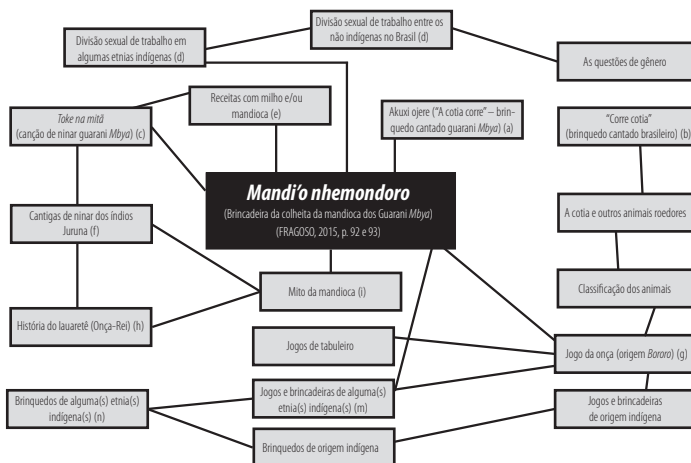 Divisão sexual de trabalho em
algumas etnias indígenas (d)
Divisão sexual de trabalho entre os
não indígenas no Brasil (d)
As questões de gênero
Toke na mitã
(canção de ninar guarani Mbya) (c)
Receitas com milho e/ou
mandioca (e)
Akuxi ojere ("A cotia corre" – brin-
quedo cantado guarani Mbya) (a)
"Corre cotia"
(brinquedo cantado brasileiro) (b)
Mandi'o nhemondoro
(Brincadeira da colheita da mandioca dos Guarani Mbya)
(FRAGOSO, 2015, p. 92 e 93)
Cantigas de ninar dos índios
Juruna (f)
A cotia e outros animais roedores
Mito da mandioca (i)
Classificação dos animais
História do Iauaretê (Onça-Rei) (h)
Jogos de tabuleiro
Jogo da onça (origem Bororo) (g)
Brinquedos de alguma(s) etnia(s)
indígena(s) (n)
Jogos e brincadeiras de alguma(s)
etnia(s) indígena(s) (m)
Jogos e brincadeiras
de origem indígena
Brinquedos de origem indígena